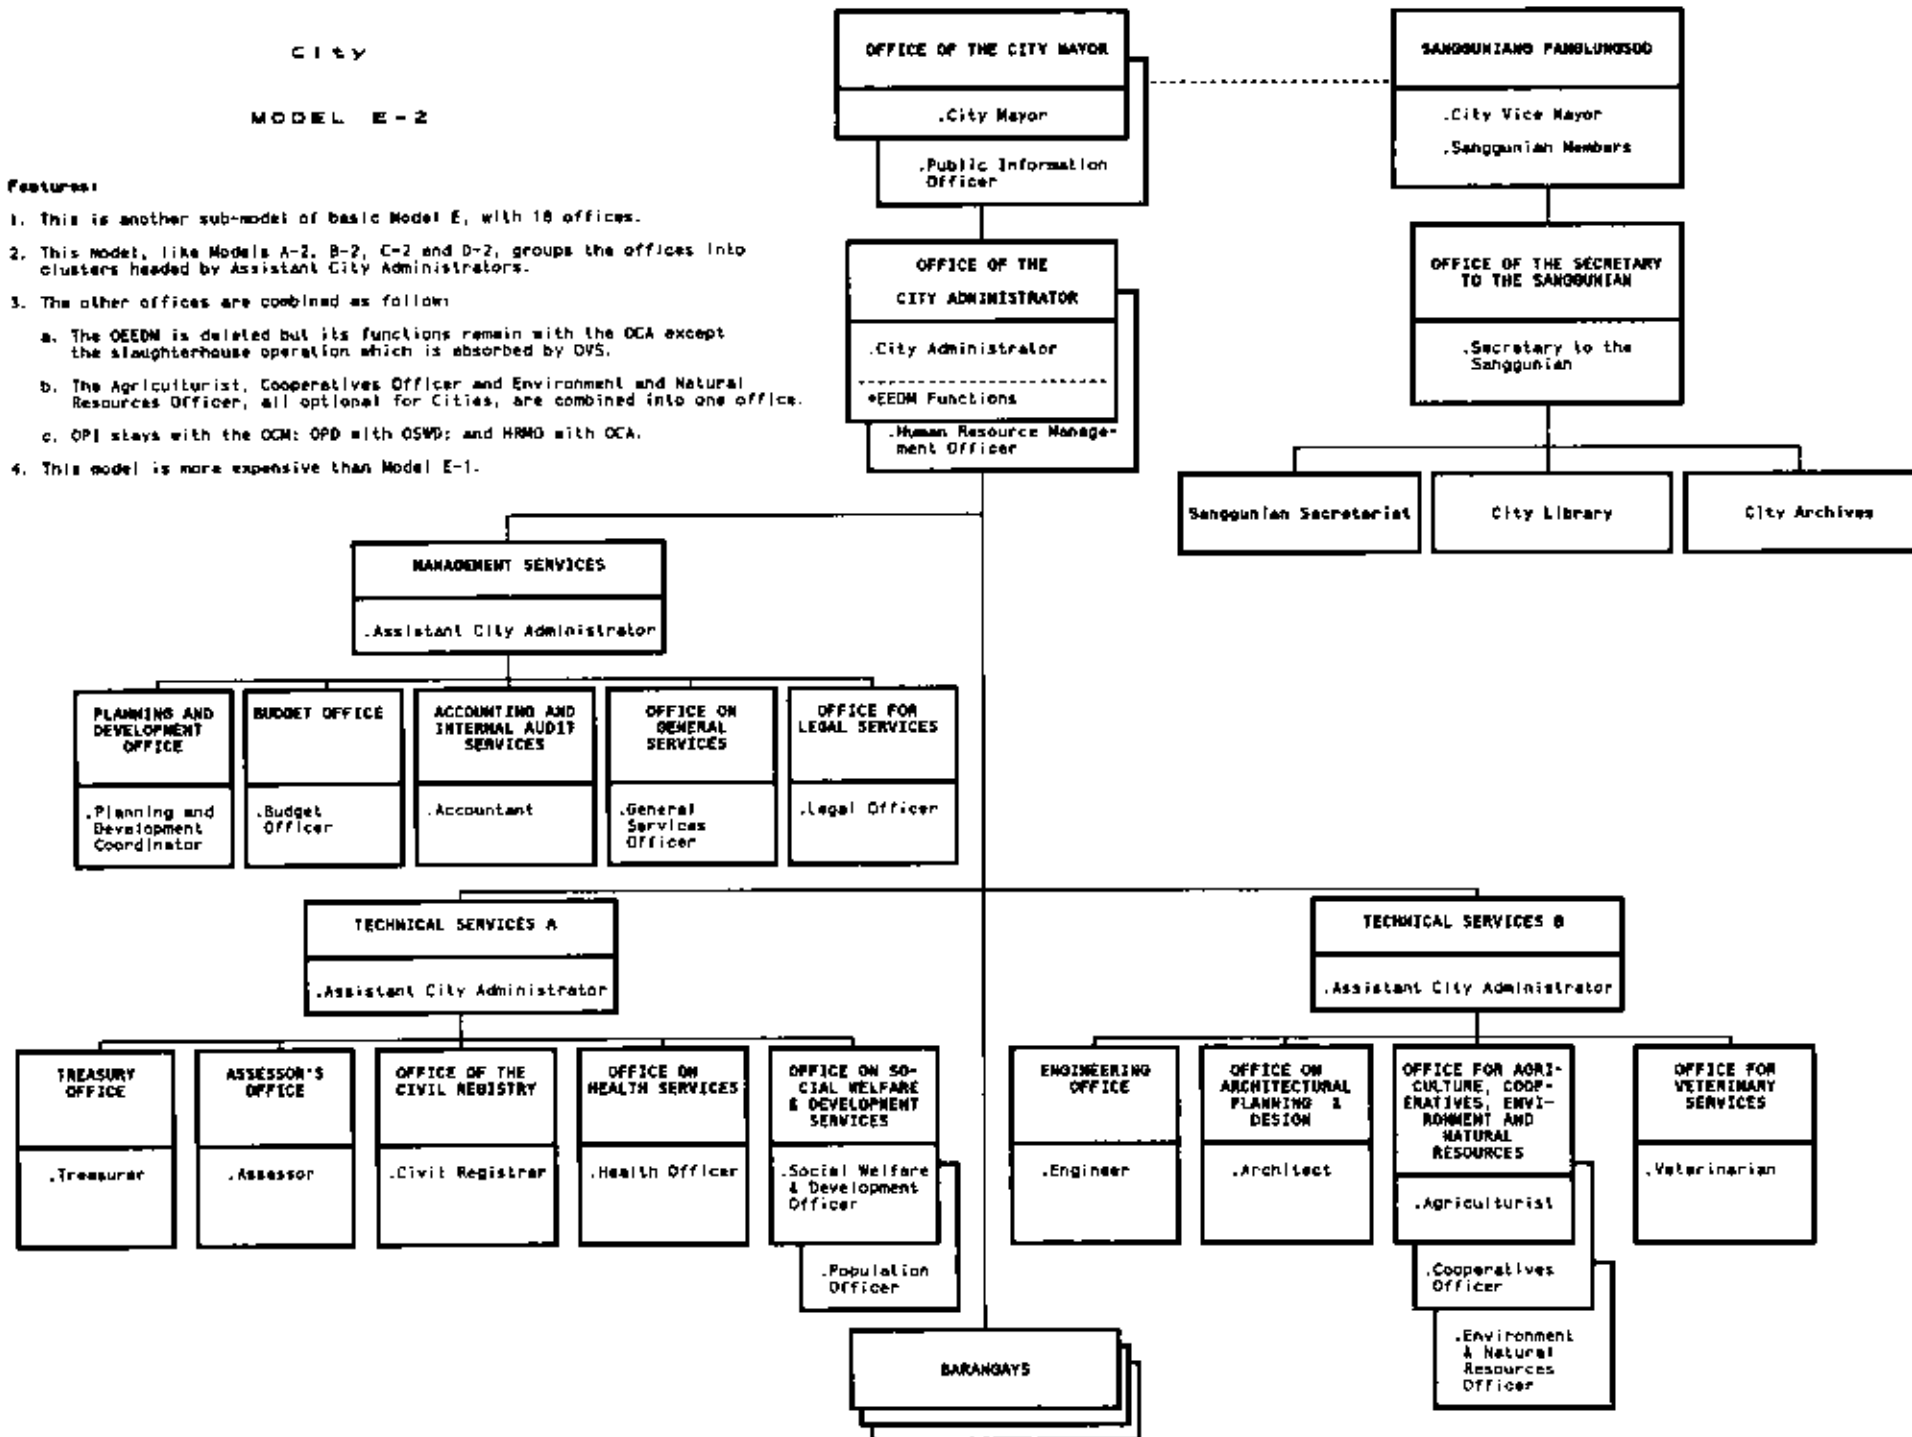 City
MODEL E-2
Features:
1. This is another sub-model of basic Model E, with 18 offices.
2. This model, like Models A-2, B-2, C-2 and D-2, groups the offices into
clusters headed by Assistant City Administrators.
3. The other offices are combined as follow:
a. The OEEDM is deleted but its functions remain with the OCA except
the slaughterhouse operation which is absorbed by OVS.
b. The Agriculturist, Cooperatives Officer and Environment and Natural
Resources Officer, all optional for Cities, are combined into one office.
c. OPI stays with the OCM; OPD with OSWD; and HRMO with OCA.
4. This model is more expensive than Model E-1.
OFFICE OF THE CITY MAYOR
.City Mayor
.Public Information
Officer
SANGGUNIANG PANGLUNGSOD
.City Vice Mayor
.Sanggunian Members
OFFICE OF THE
CITY ADMINISTRATOR
.City Administrator
*EEDM Functions
.Human Resource Manage-
ment Officer
OFFICE OF THE SECRETARY
TO THE SANGGUNIAN
.Secretary to the
Sanggunian
Sanggunian Secretariat
City Library
City Archives
MANAGEMENT SERVICES
.Assistant City Administrator
PLANNING AND
DEVELOPMENT
OFFICE
.Planning and
Development
Coordinator
BUDGET OFFICE
.Budget
Officer
ACCOUNTING AND
INTERNAL AUDIT
SERVICES
.Accountant
OFFICE ON
GENERAL
SERVICES
.General
Services
Officer
OFFICE FOR
LEGAL SERVICES
.Legal Officer
TECHNICAL SERVICES A
.Assistant City Administrator
TECHNICAL SERVICES B
.Assistant City Administrator
TREASURY
OFFICE
.Treasurer
ASSESSOR'S
OFFICE
.Assessor
OFFICE OF THE
CIVIL REGISTRY
.Civil Registrar
OFFICE ON
HEALTH SERVICES
.Health Officer
OFFICE ON SO-
CIAL WELFARE
& DEVELOPMENT
SERVICES
.Social Welfare
& Development
Officer
.Population
Officer
ENGINEERING
OFFICE
.Engineer
OFFICE ON
ARCHITECTURAL
PLANNING &
DESIGN
.Architect
OFFICE FOR AGRI-
CULTURE, COOP-
ERATIVES, ENVI-
RONMENT AND
NATURAL
RESOURCES
.Agriculturist
.Cooperatives
Officer
.Environment
& Natural
Resources
Officer
OFFICE FOR
VETERINARY
SERVICES
.Veterinarian
BARANGAYS